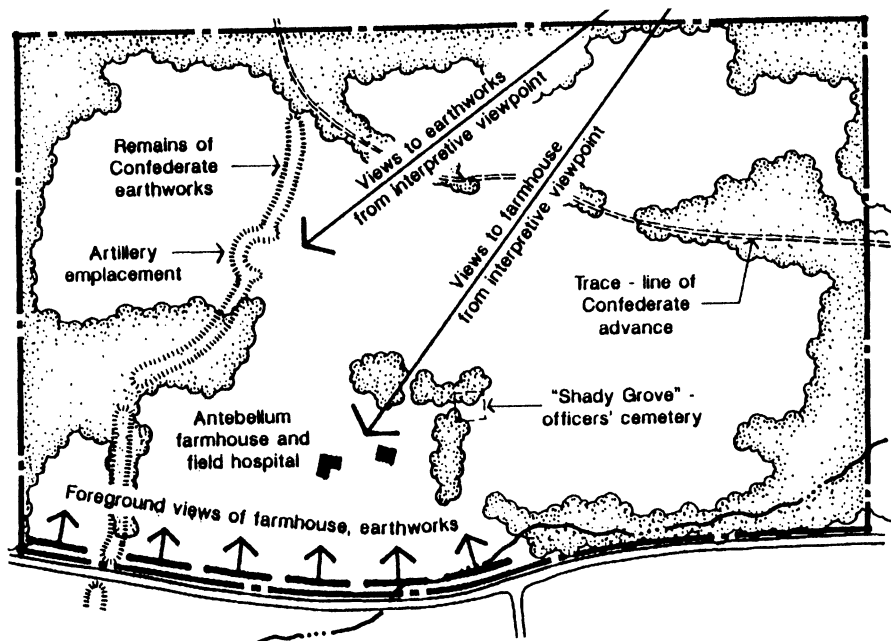 Views to earthworks
from interpretive viewpoint
Views to farmhouse
from interpretive viewpoint
Remains of
Confederate
earthworks
Artillery
emplacement
Trace - line of
Confederate
advance
"Shady Grove" -
officers' cemetery
Antebellum
farmhouse and
field hospital
Foreground views of farmhouse, earthworks